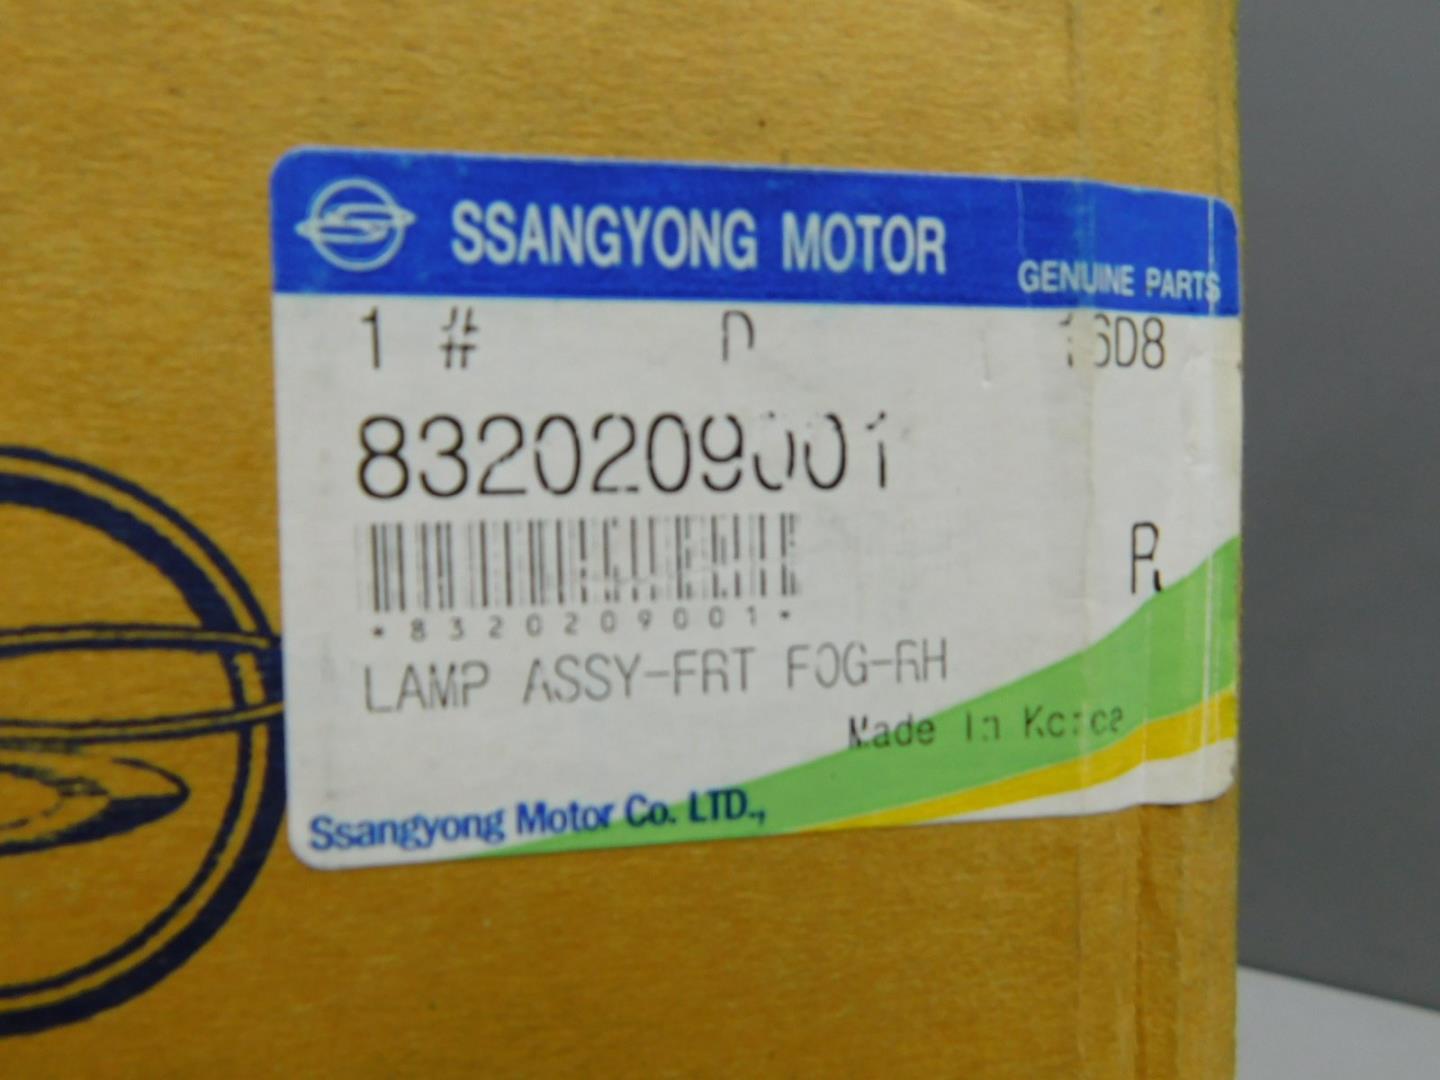 SSANGYONG MOTOR
GENUINE PARTS
1 # D 16D8
8320209001
R
*8320209001*
LAMP ASSY-FRT FOG-RH
Made In Korea
Ssangyong Motor Co. LTD.,